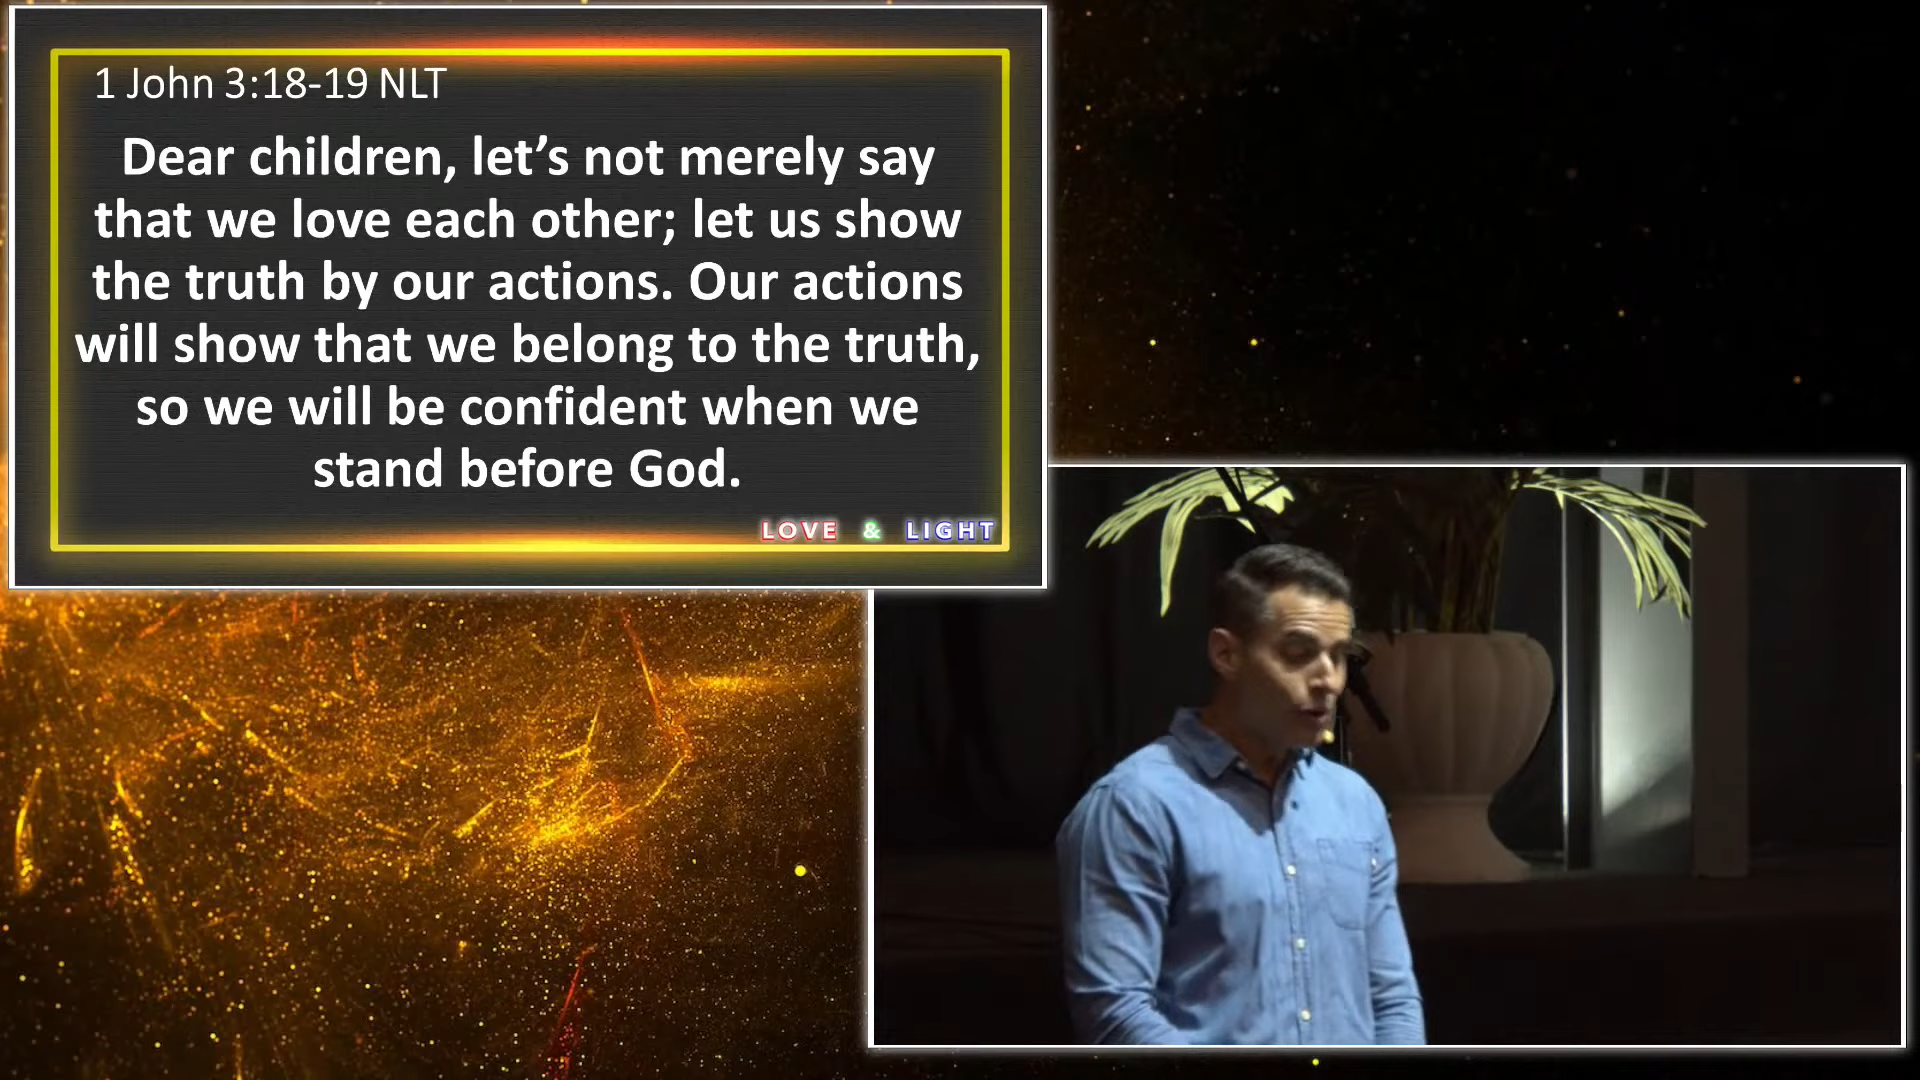 1 John 3:18-19 NLT
Dear children, let’s not merely say
that we love each other; let us show
the truth by our actions. Our actions
will show that we belong to the truth,
so we will be confident when we
stand before God.
LOVE & LIGHT